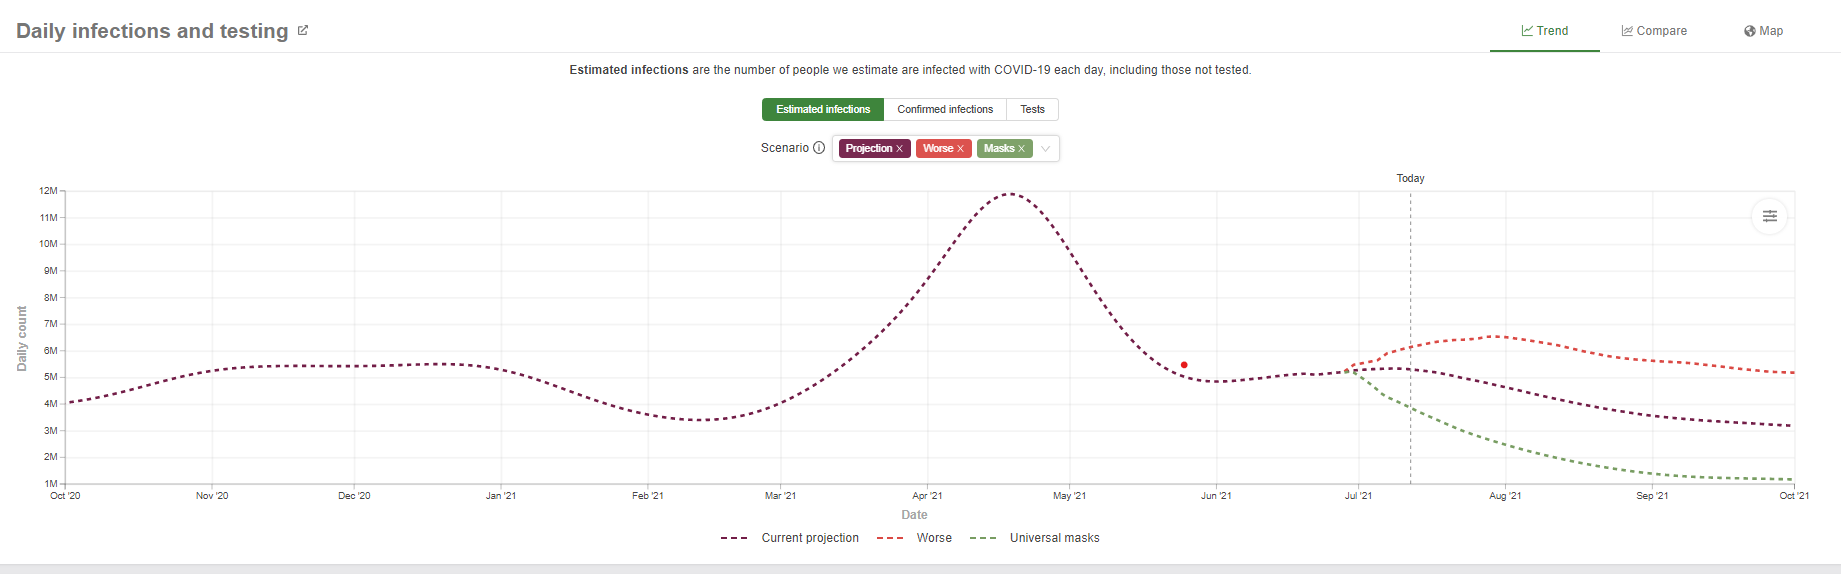 Daily infections and testing
Trend Compare Map
Estimated infections are the number of people we estimate are infected with COVID-19 each day, including those not tested.
Estimated infections Confirmed infections Tests
Scenario Projection X Worse X Masks X
Today
12M
11M
10M
9M
8M
7M
6M
5M
4M
3M
2M
1M
Daily count
Oct '20 Nov '20 Dec '20 Jan '21 Feb '21 Mar '21 Apr '21 May '21 Jun '21 Jul '21 Aug '21 Sep '21 Oct '21
Date
Current projection Worse Universal masks